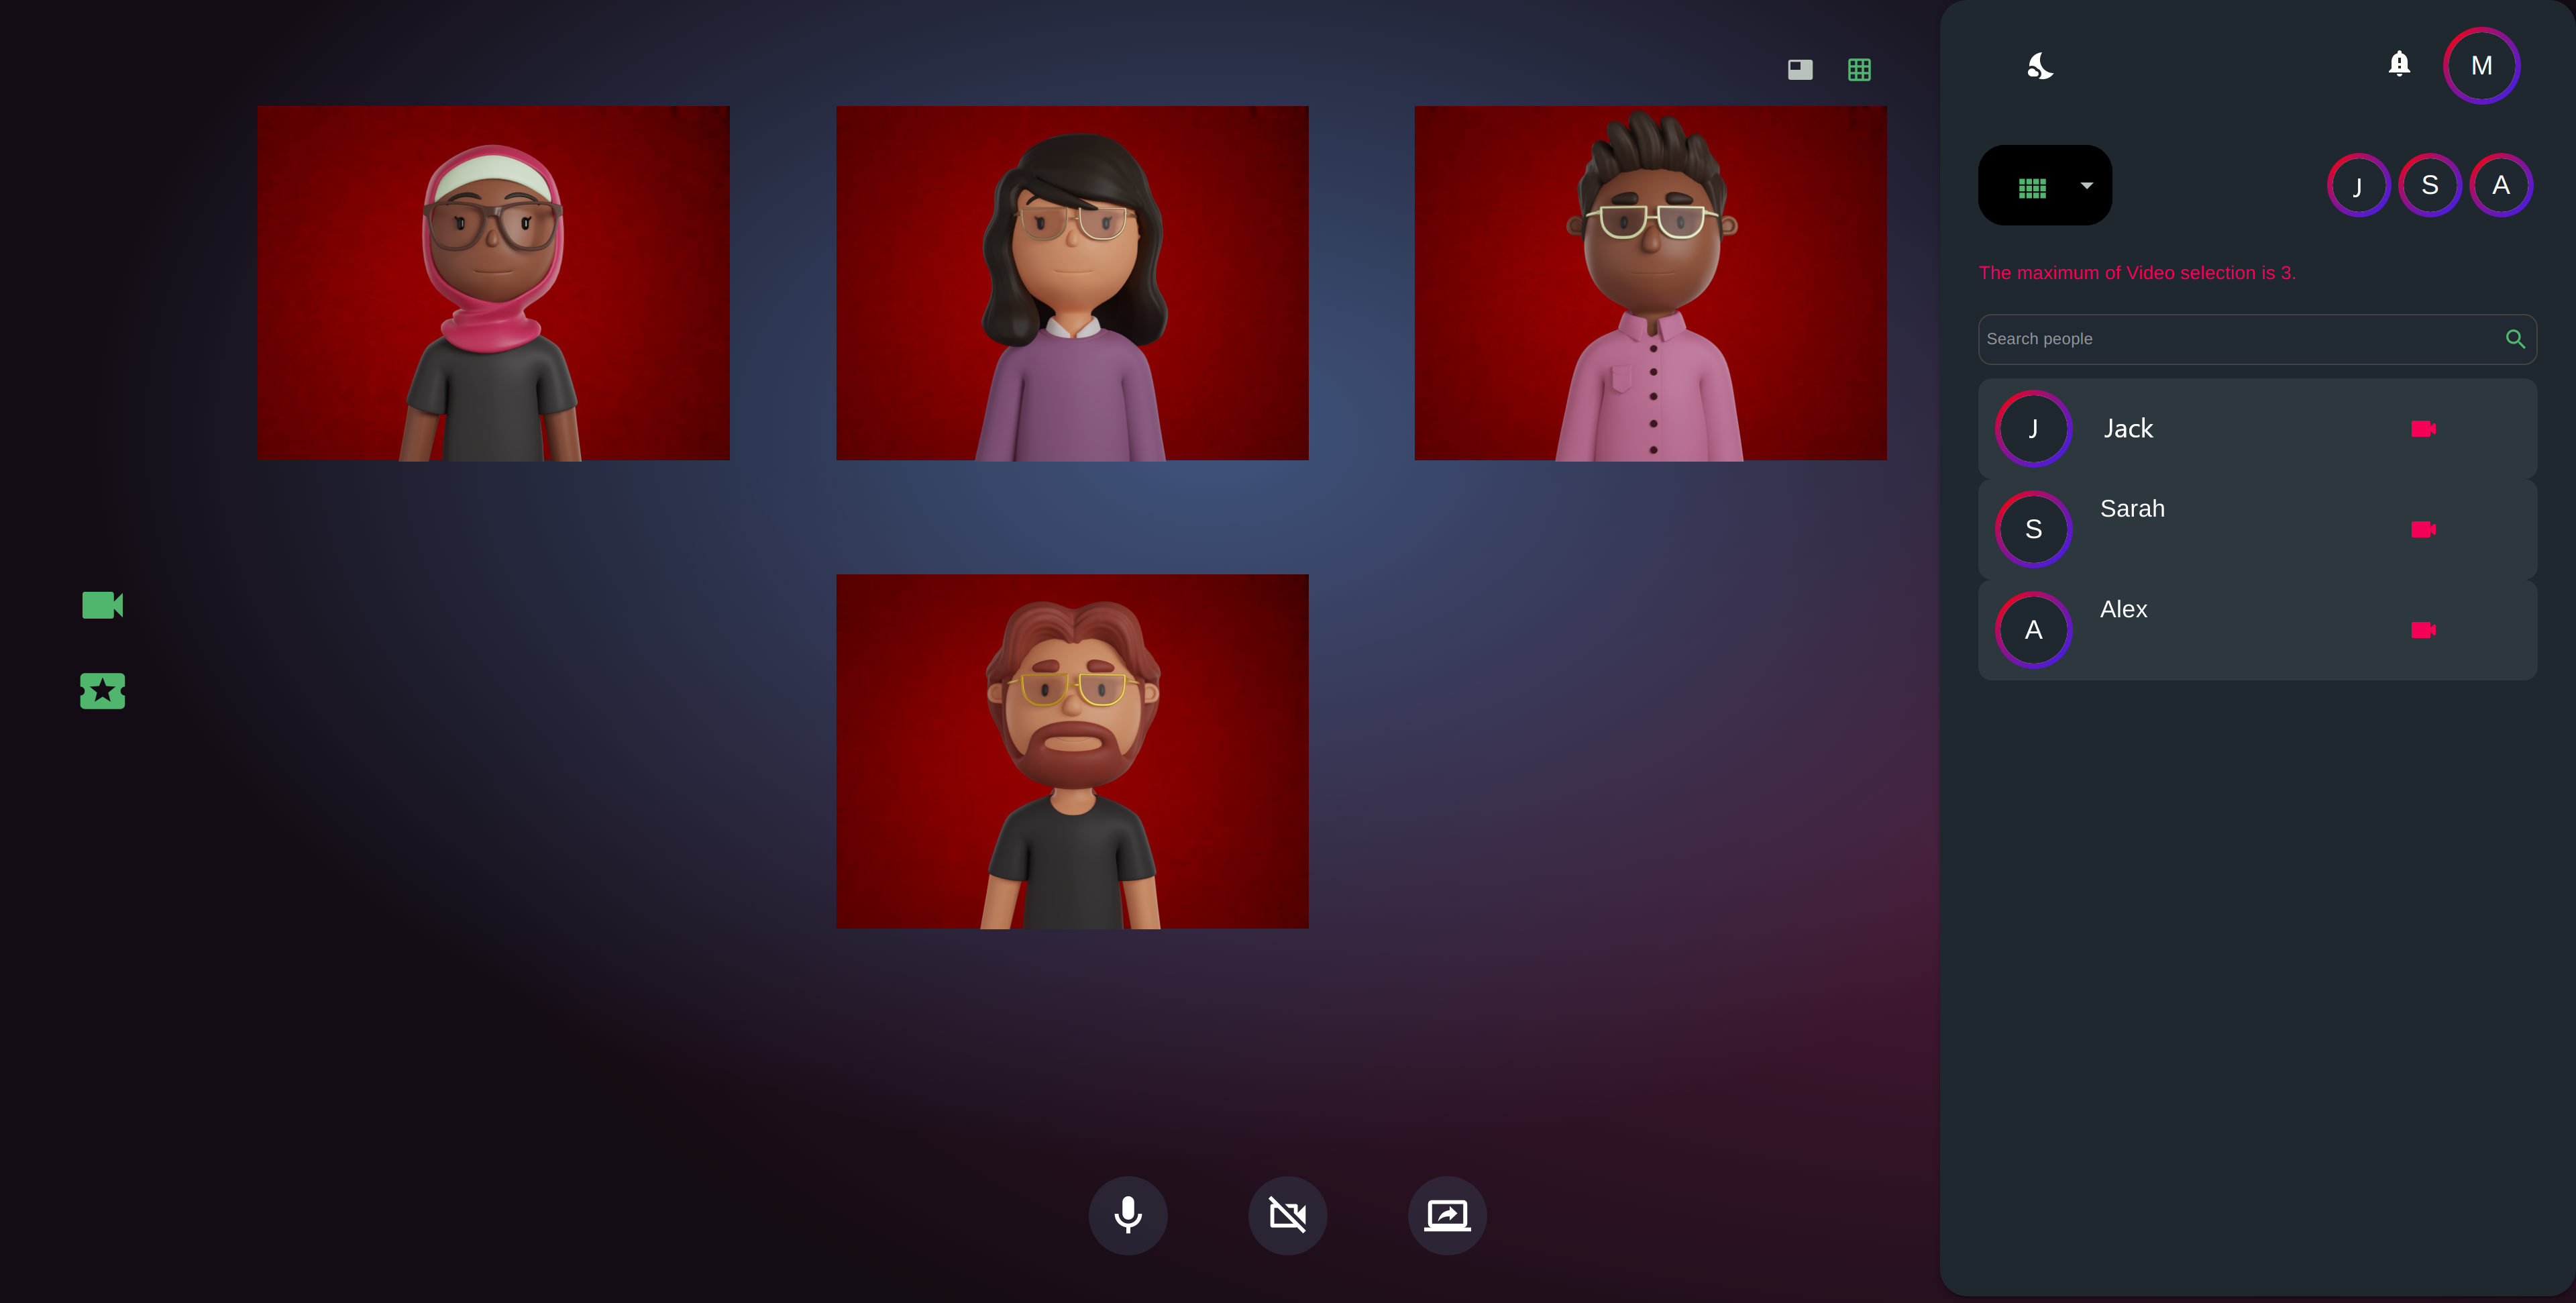 M
J S A
The maximum of Video selection is 3.
Search people
J Jack
S Sarah
A Alex